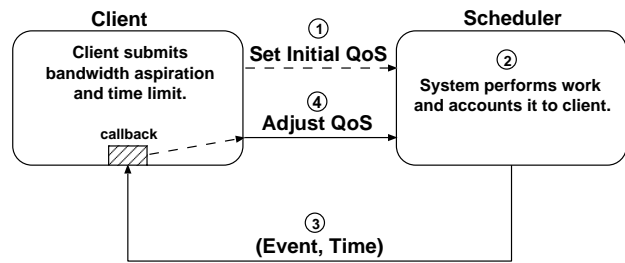 Client
Scheduler
Client submits
bandwidth aspiration
and time limit.
callback
1
Set Initial QoS
4
Adjust QoS
2
System performs work
and accounts it to client.
3
(Event, Time)